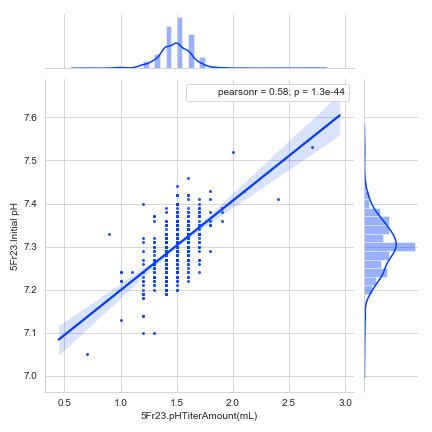 pearsonr = 0.58; p = 1.3e-44
7.6
7.5
7.4
7.3
7.2
7.1
7.0
5Fr23.Initial pH
0.5 1.0 1.5 2.0 2.5 3.0
5Fr23.pHTiterAmount(mL)